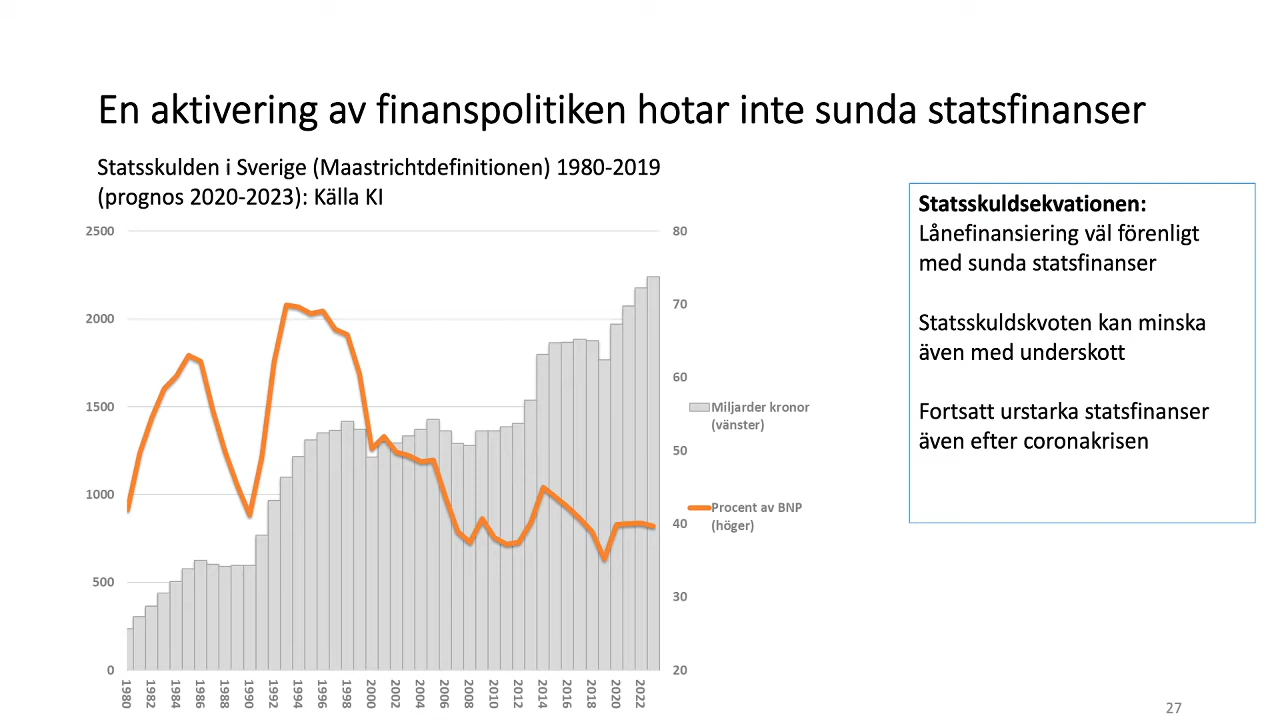 En aktivering av finanspolitiken hotar inte sunda statsfinanser
Statsskulden i Sverige (Maastrichtdefinitionen) 1980-2019
(prognos 2020-2023): Källa KI
2500
2000
1500
1000
500
0
80
70
60
50
40
30
20
1980
1982
1984
1986
1988
1990
1992
1994
1996
1998
2000
2002
2004
2006
2008
2010
2012
2014
2016
2018
2020
2022
Miljarder kronor
(vänster)
Procent av BNP
(höger)
Statsskuldsekvationen:
Lånefinansiering väl förenligt
med sunda statsfinanser
Statsskuldskvoten kan minska
även med underskott
Fortsatt urstarka statsfinanser
även efter coronakrisen
27